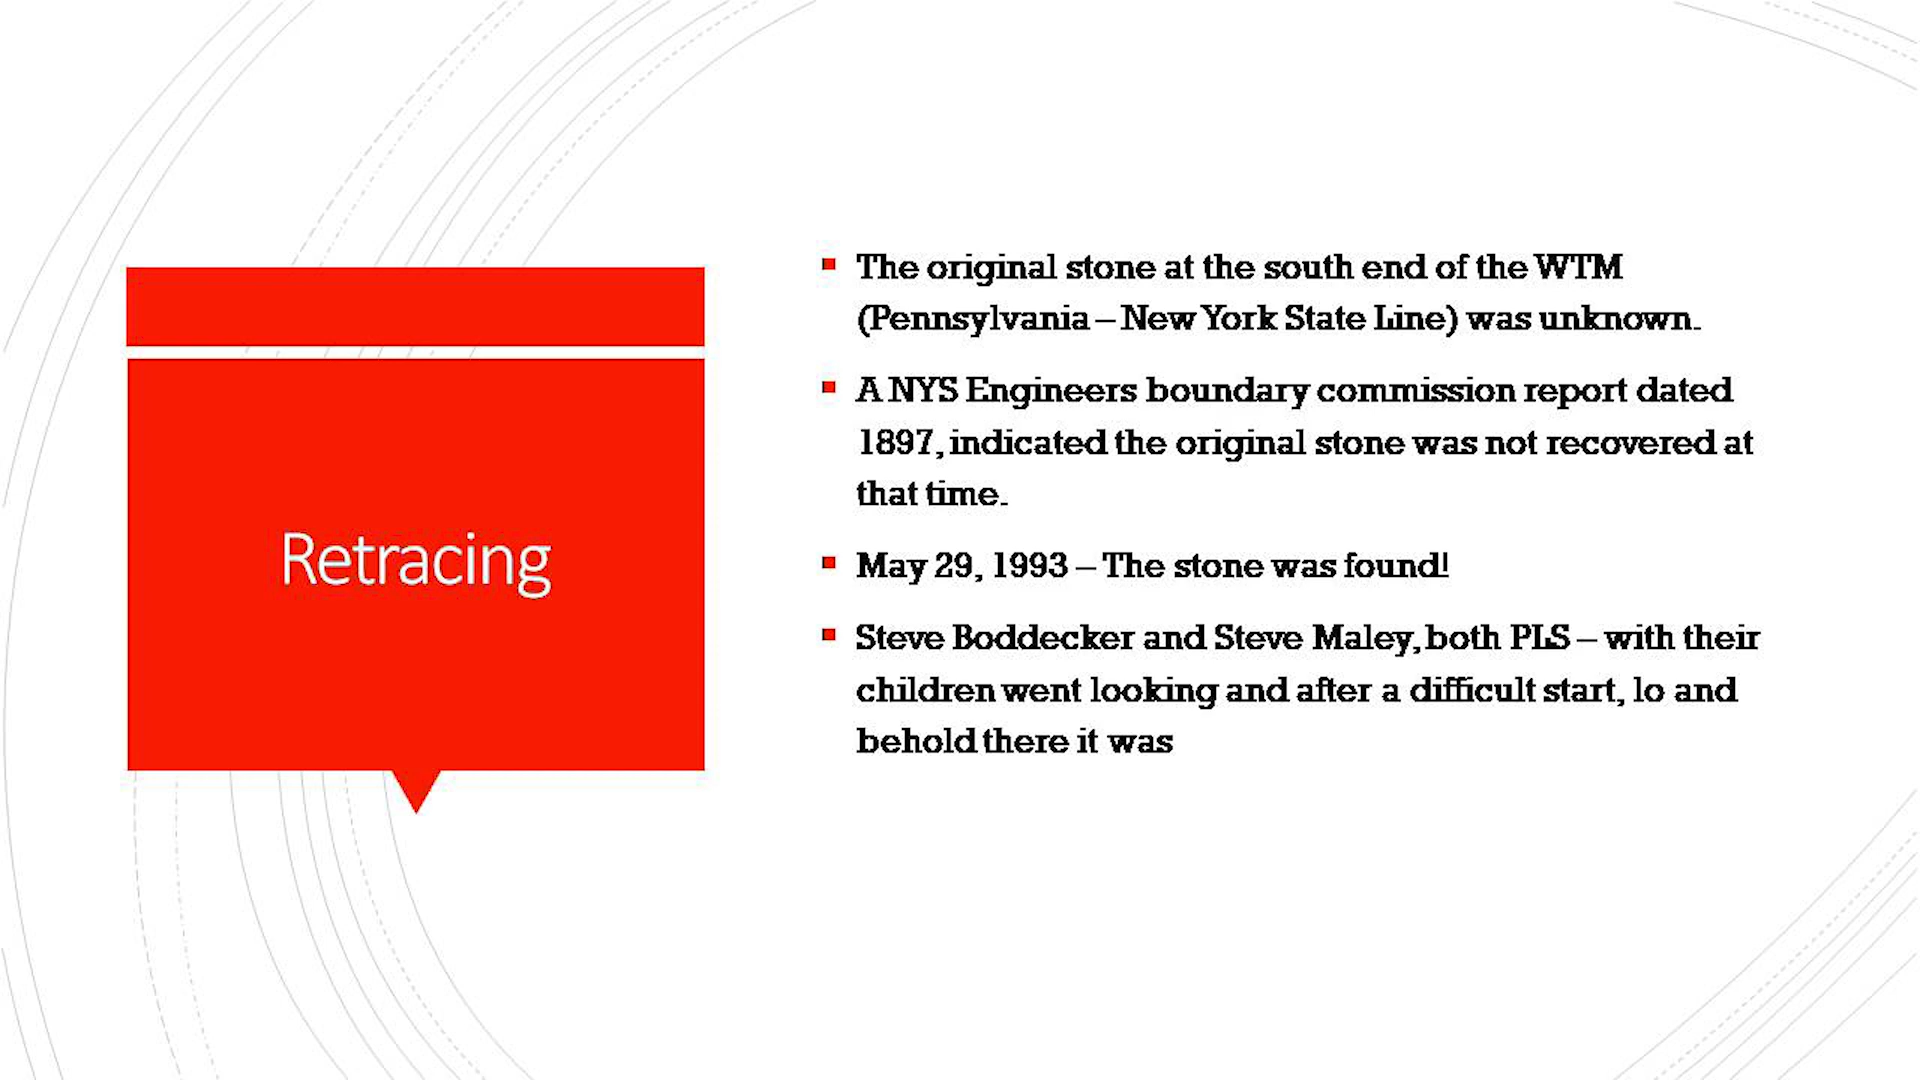 Retracing
▪ The original stone at the south end of the WTM
(Pennsylvania – New York State Line) was unknown.
▪ A NYS Engineers boundary commission report dated
1897, indicated the original stone was not recovered at
that time.
▪ May 29, 1993 – The stone was found!
▪ Steve Boddecker and Steve Maley, both PLS – with their
children went looking and after a difficult start, lo and
behold there it was